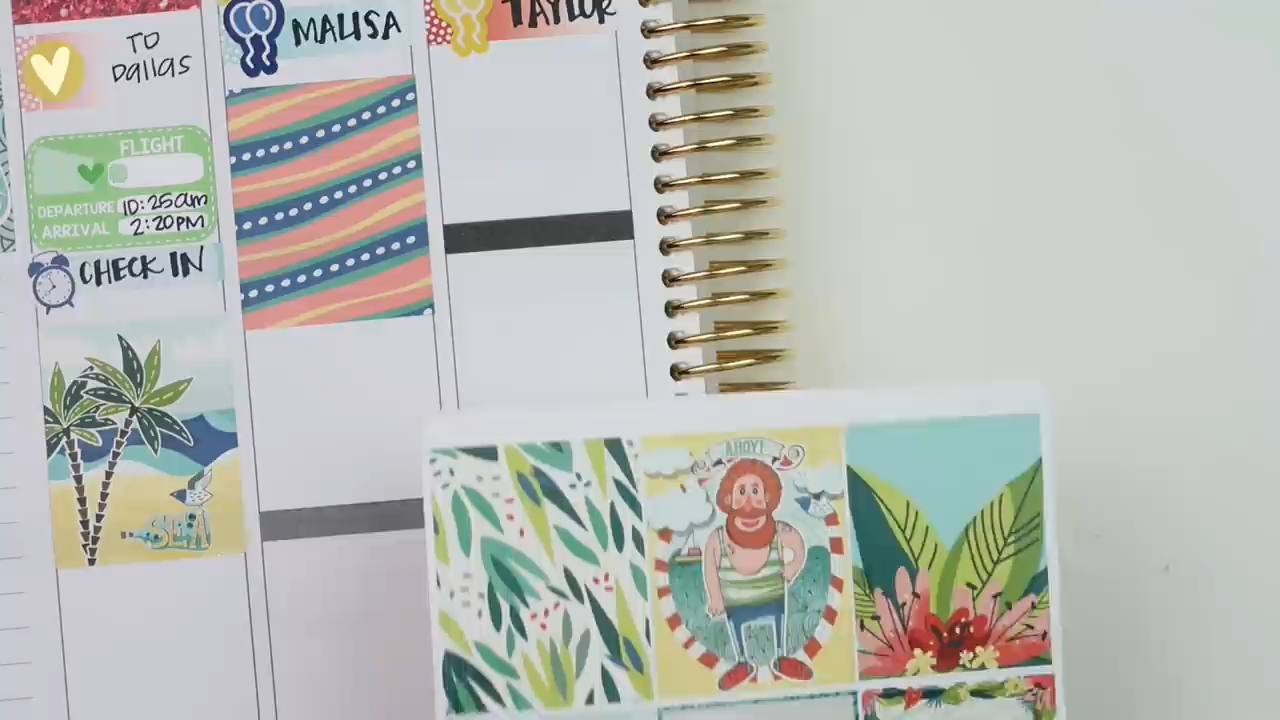 TO
Dallas
FLIGHT
DEPARTURE 10:25am
ARRIVAL 2:20PM
CHECK IN
SEA
MALISA
TAYLOR
AHOY!